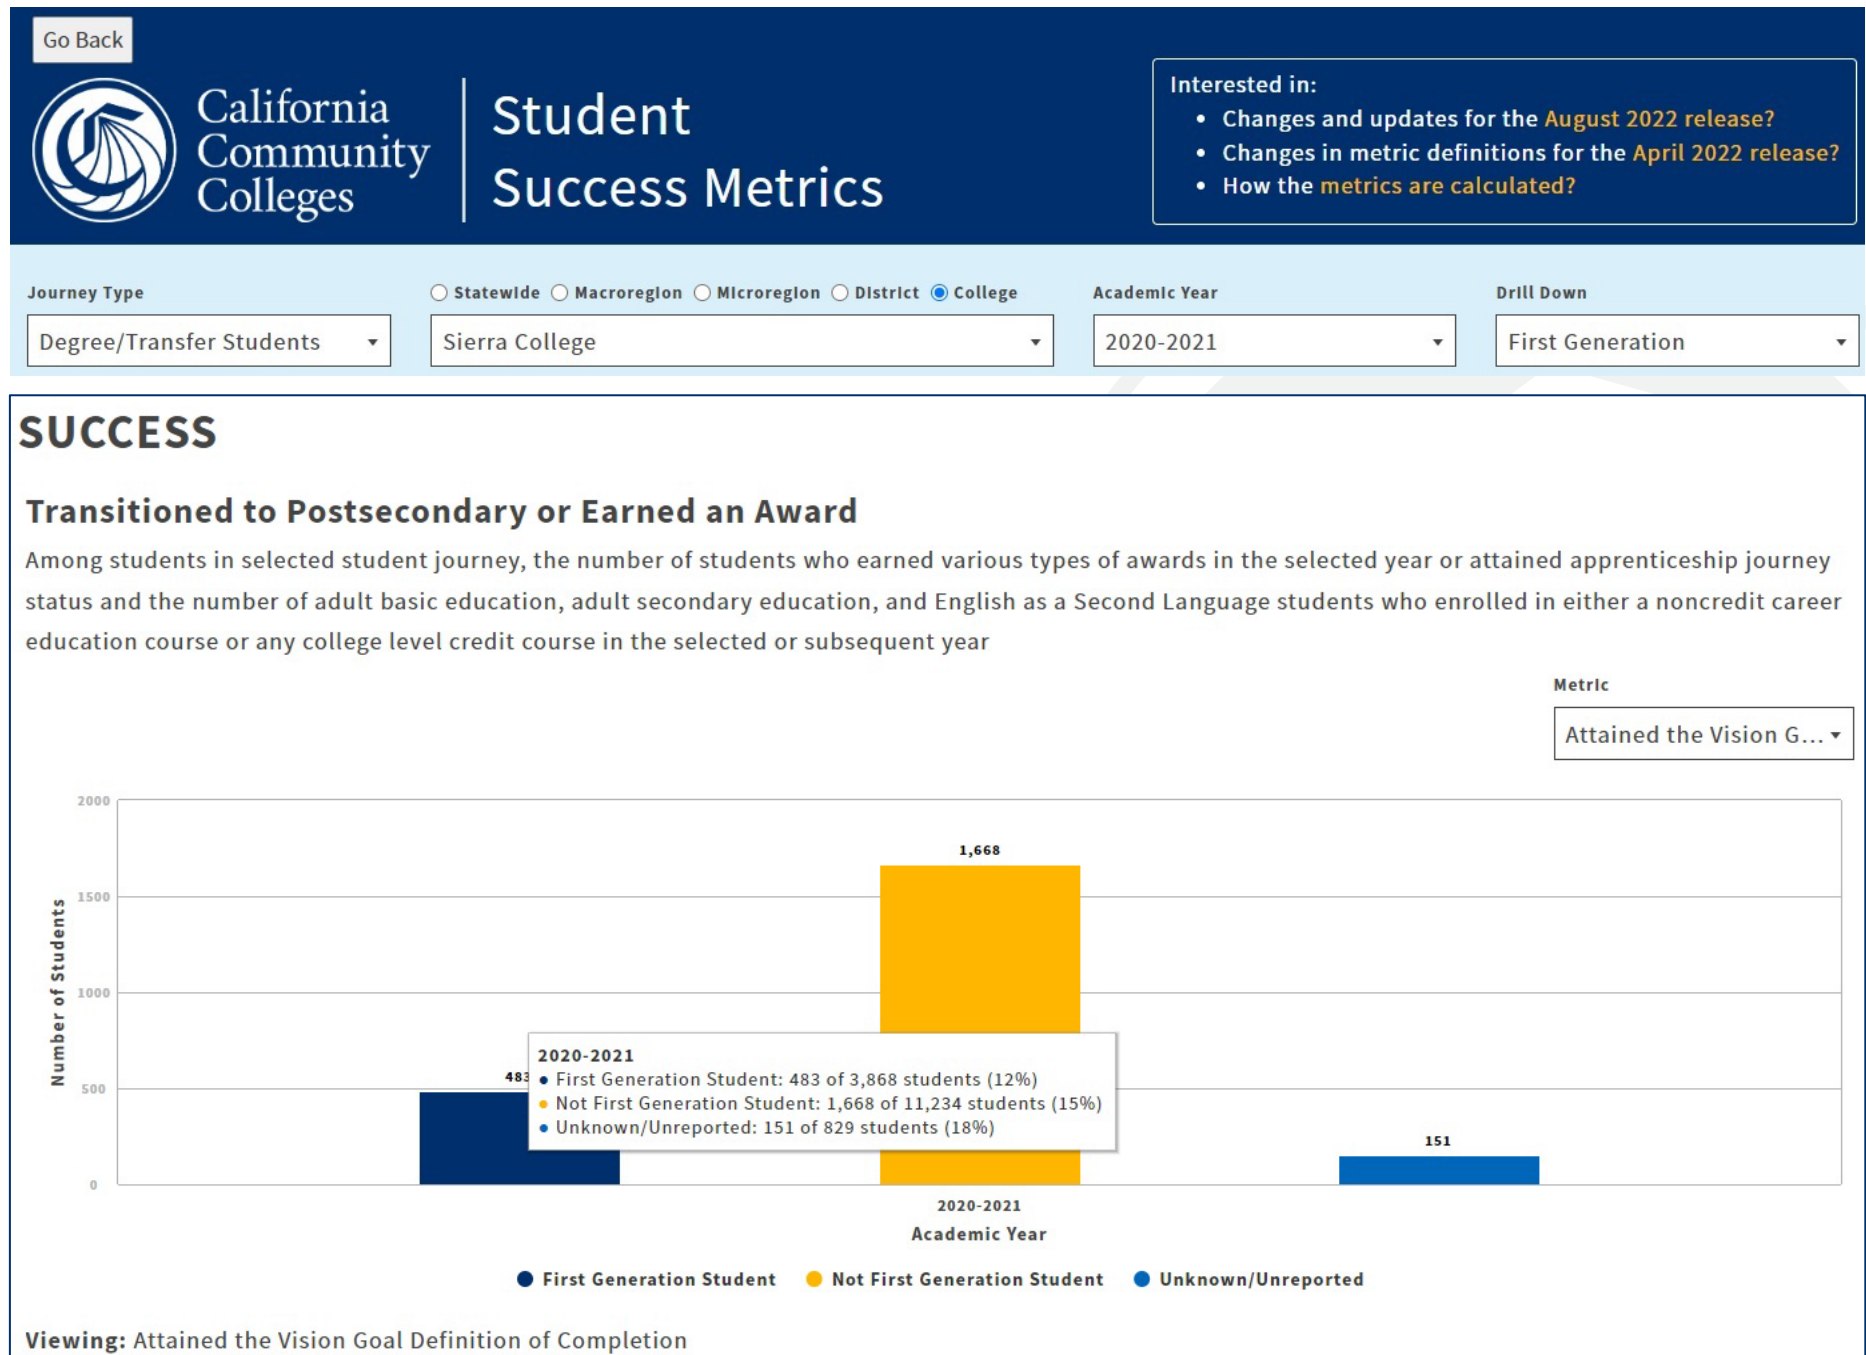 Go Back
California
Community
Colleges
Student
Success Metrics
Interested in:
• Changes and updates for the August 2022 release?
• Changes in metric definitions for the April 2022 release?
• How the metrics are calculated?
Journey Type
Statewide Macroregion Microregion District College
Academic Year
Drill Down
Degree/Transfer Students
Sierra College
2020-2021
First Generation
SUCCESS
Transitioned to Postsecondary or Earned an Award
Among students in selected student journey, the number of students who earned various types of awards in the selected year or attained apprenticeship journey
status and the number of adult basic education, adult secondary education, and English as a Second Language students who enrolled in either a noncredit career
education course or any college level credit course in the selected or subsequent year
Metric
Attained the Vision G...
2000
1500
1000
500
0
Number of Students
483
1,668
151
2020-2021
• First Generation Student: 483 of 3,868 students (12%)
• Not First Generation Student: 1,668 of 11,234 students (15%)
• Unknown/Unreported: 151 of 829 students (18%)
2020-2021
Academic Year
First Generation Student Not First Generation Student Unknown/Unreported
Viewing: Attained the Vision Goal Definition of Completion